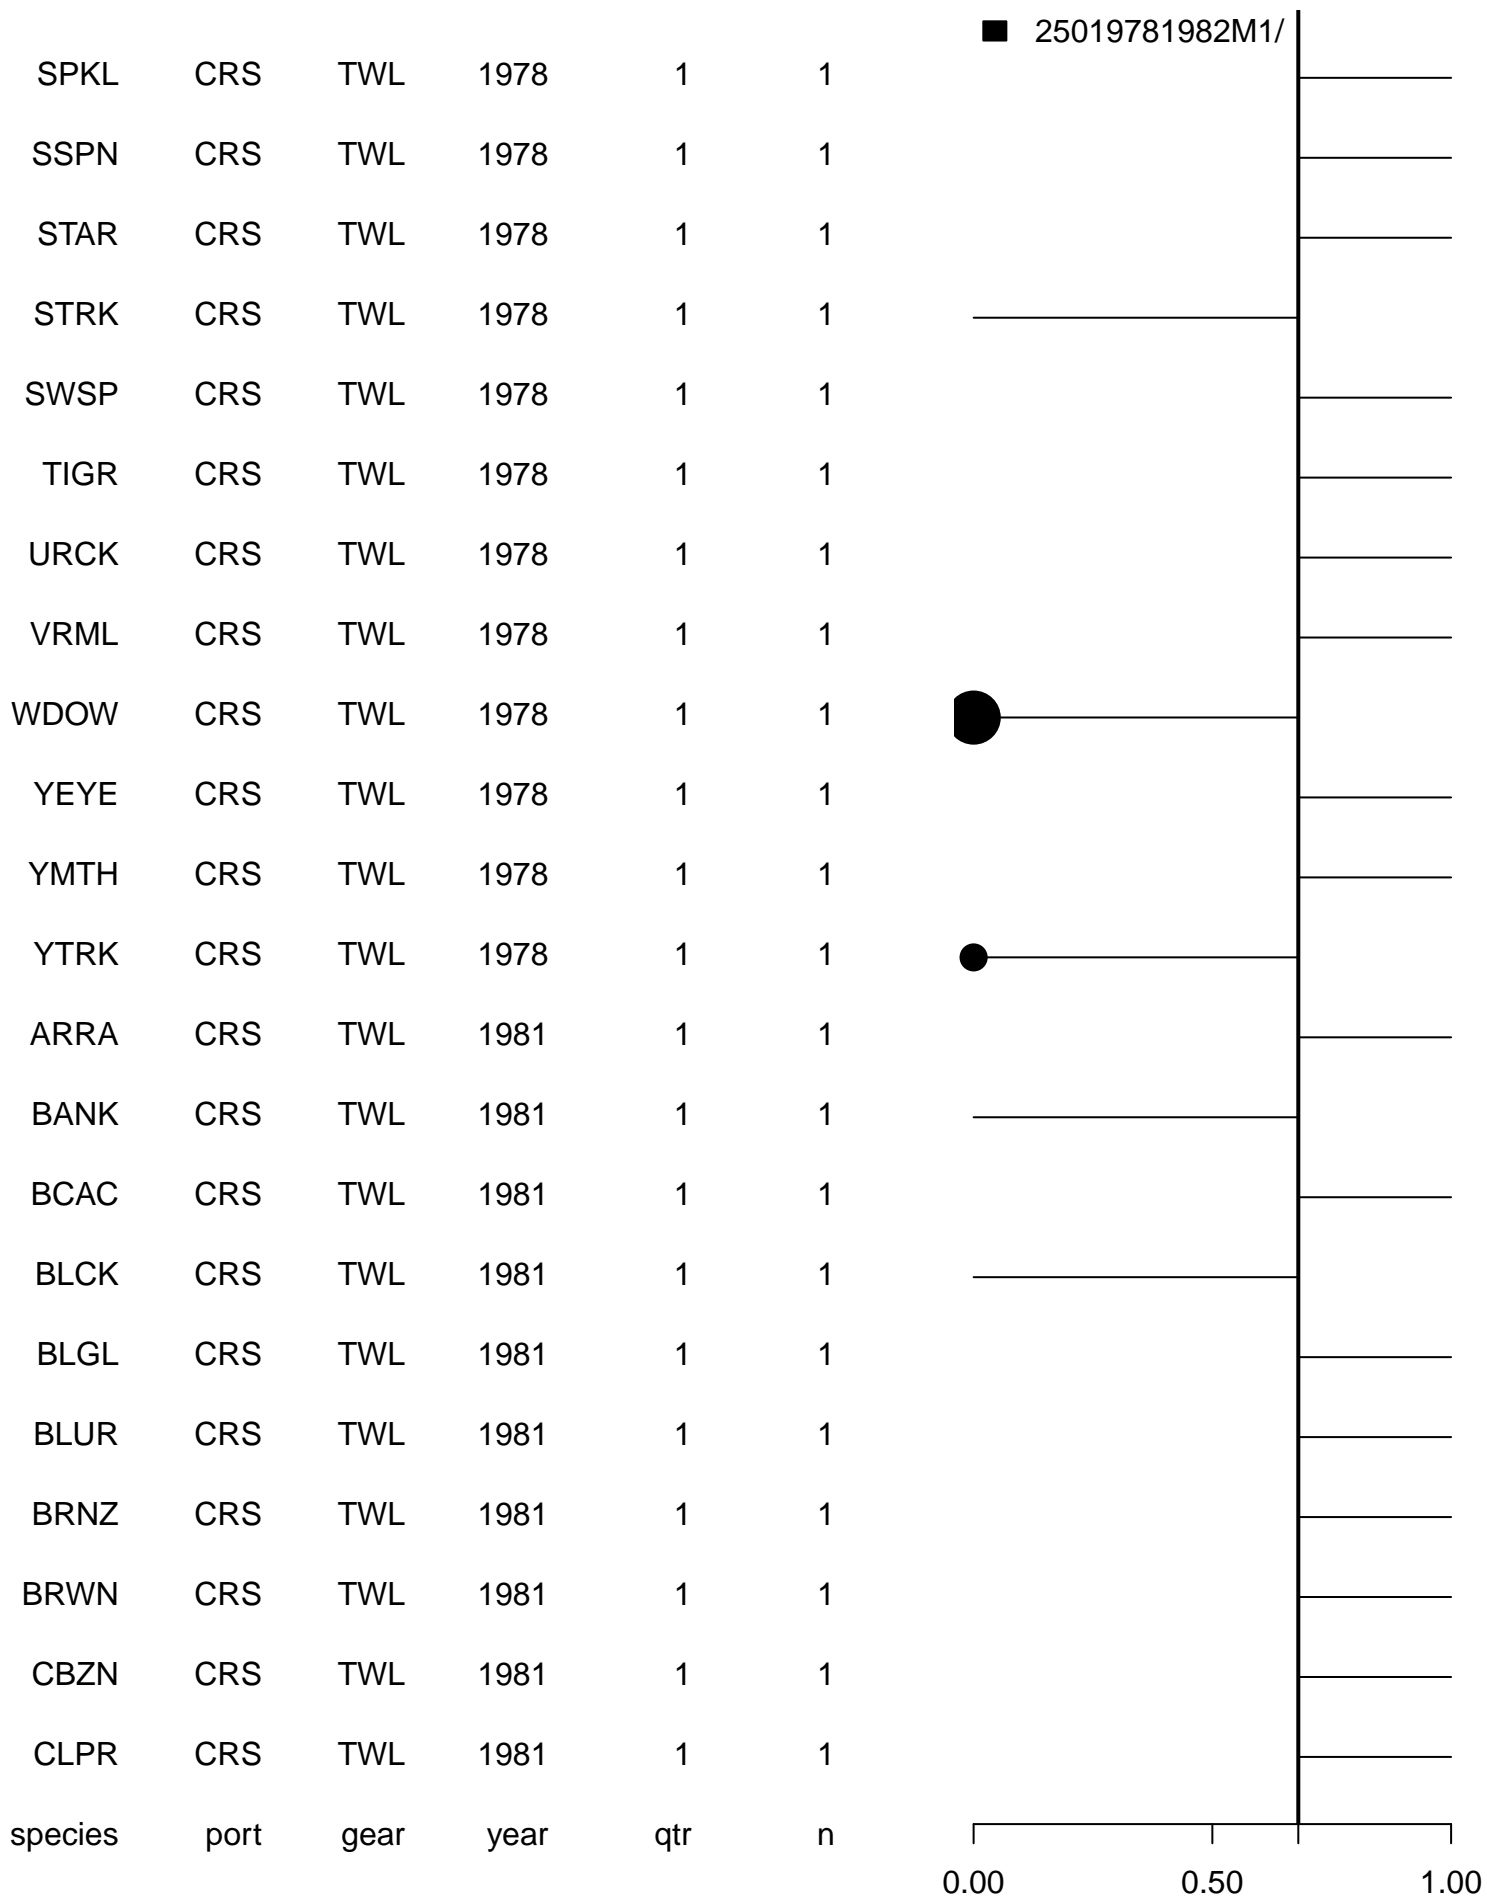 25019781982M1/
SPKL CRS TWL 1978 1 1
SSPN CRS TWL 1978 1 1
STAR CRS TWL 1978 1 1
STRK CRS TWL 1978 1 1
SWSP CRS TWL 1978 1 1
TIGR CRS TWL 1978 1 1
URCK CRS TWL 1978 1 1
VRML CRS TWL 1978 1 1
WDOW CRS TWL 1978 1 1
YEYE CRS TWL 1978 1 1
YMTH CRS TWL 1978 1 1
YTRK CRS TWL 1978 1 1
ARRA CRS TWL 1981 1 1
BANK CRS TWL 1981 1 1
BCAC CRS TWL 1981 1 1
BLCK CRS TWL 1981 1 1
BLGL CRS TWL 1981 1 1
BLUR CRS TWL 1981 1 1
BRNZ CRS TWL 1981 1 1
BRWN CRS TWL 1981 1 1
CBZN CRS TWL 1981 1 1
CLPR CRS TWL 1981 1 1
species port gear year qtr n
0.00 0.50 1.00